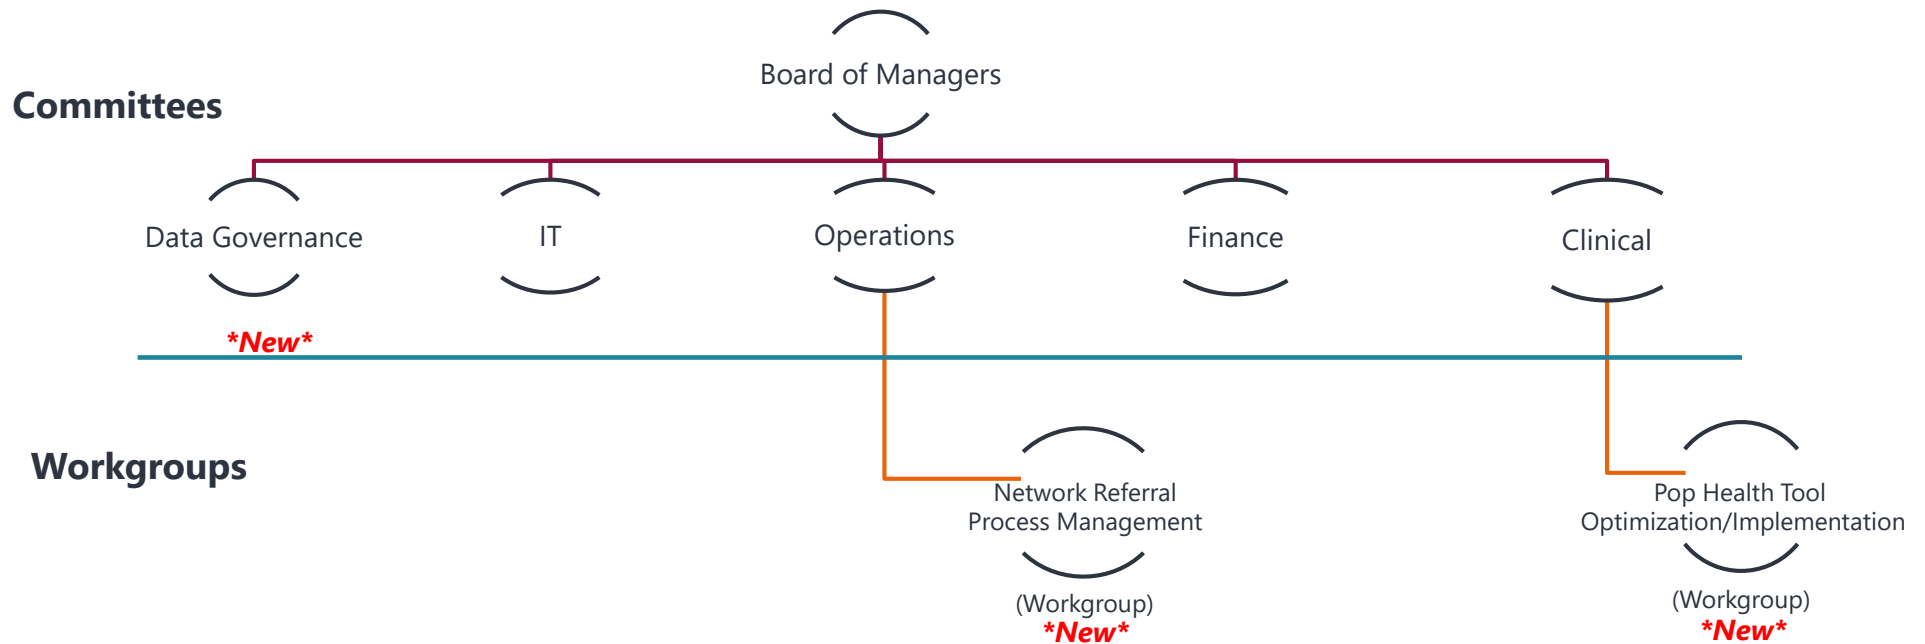 Board of Managers
Committees
Data Governance
IT
Operations
Finance
Clinical
*New*
Workgroups
Network Referral
Process Management
(Workgroup)
*New*
Pop Health Tool
Optimization/Implementation
(Workgroup)
*New*